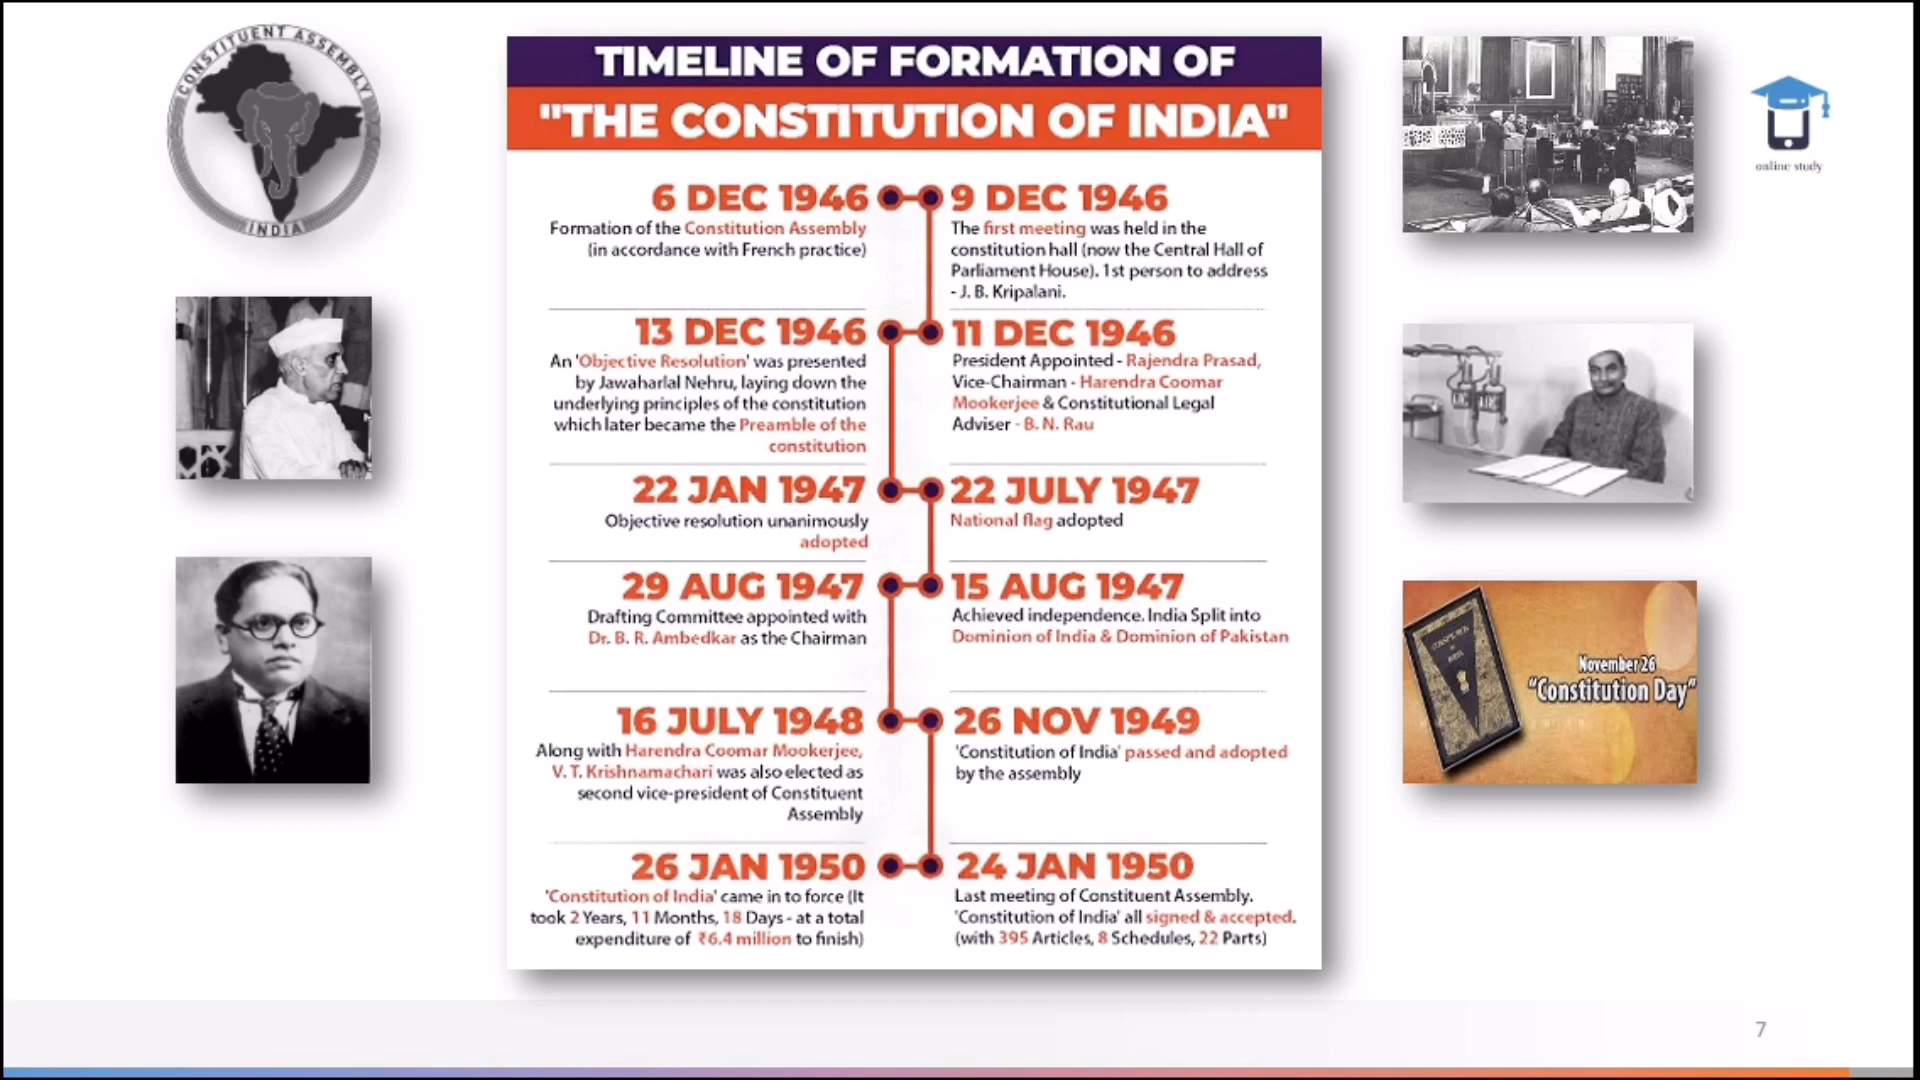 CONSTITUENT ASSEMBLY
INDIA
TIMELINE OF FORMATION OF
"THE CONSTITUTION OF INDIA"
6 DEC 1946
Formation of the Constitution Assembly
(in accordance with French practice)
9 DEC 1946
The first meeting was held in the
constitution hall (now the Central Hall of
Parliament House). 1st person to address
- J. B. Kripalani.
13 DEC 1946
An 'Objective Resolution' was presented
by Jawaharlal Nehru, laying down the
underlying principles of the constitution
which later became the Preamble of the
constitution
11 DEC 1946
President Appointed - Rajendra Prasad,
Vice-Chairman - Harendra Coomar
Mookerjee & Constitutional Legal
Adviser - B. N. Rau
22 JAN 1947
Objective resolution unanimously
adopted
22 JULY 1947
National flag adopted
29 AUG 1947
Drafting Committee appointed with
Dr. B. R. Ambedkar as the Chairman
15 AUG 1947
Achieved independence. India Split into
Dominion of India & Dominion of Pakistan
16 JULY 1948
Along with Harendra Coomar Mookerjee,
V. T. Krishnamachari was also elected as
second vice-president of Constituent
Assembly
26 NOV 1949
'Constitution of India' passed and adopted
by the assembly
26 JAN 1950
'Constitution of India' came in to force (It
took 2 Years, 11 Months, 18 Days - at a total
expenditure of ₹6.4 million to finish)
24 JAN 1950
Last meeting of Constituent Assembly.
'Constitution of India' all signed & accepted.
(with 395 Articles, 8 Schedules, 22 Parts)
online study
November 26
"Constitution Day"
7